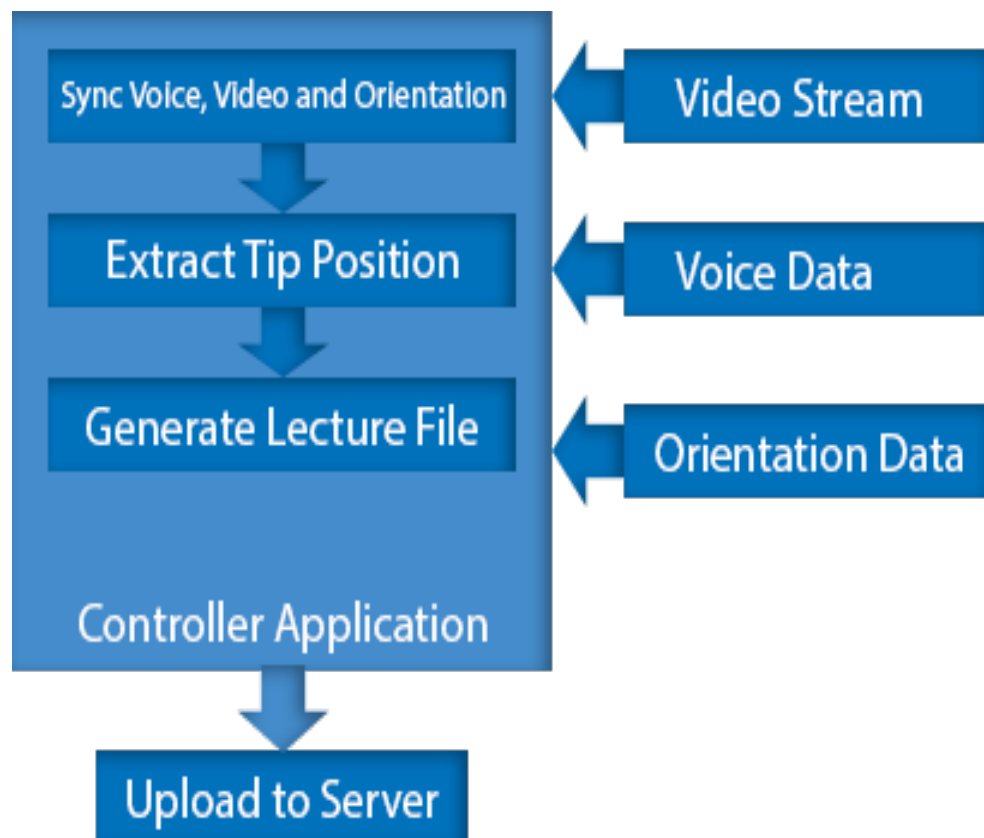 Sync Voice, Video and Orientation
Video Stream
Extract Tip Position
Voice Data
Generate Lecture File
Orientation Data
Controller Application
Upload to Server